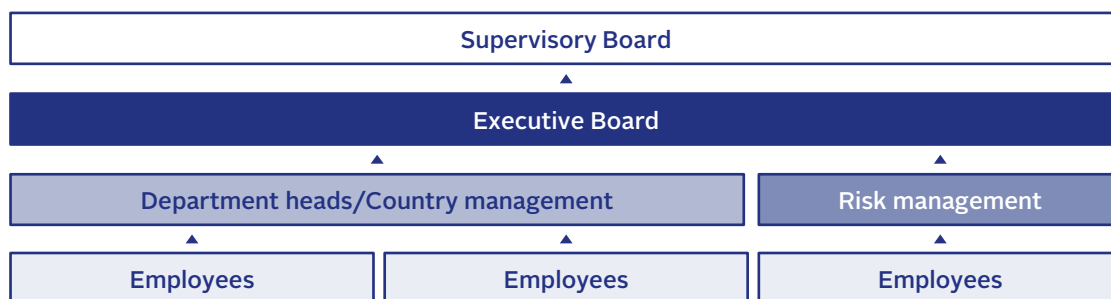 Supervisory Board
Executive Board
Department heads/Country management
Risk management
Employees
Employees
Employees